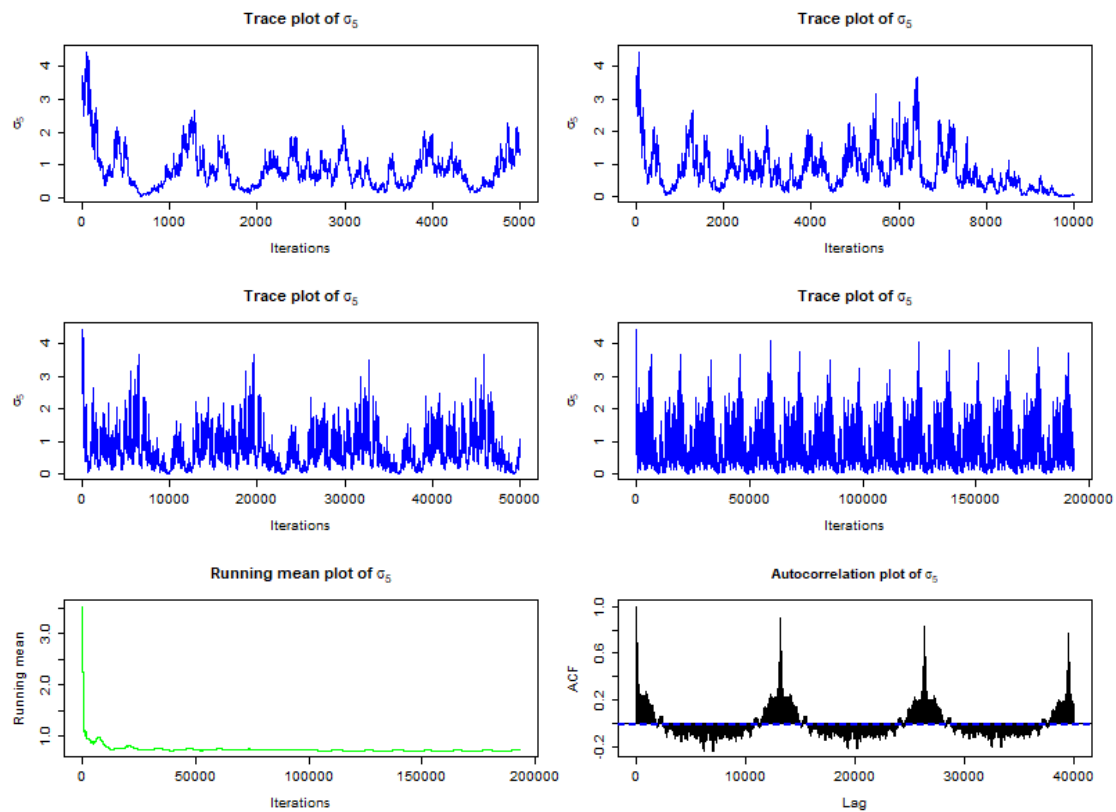 Trace plot of σ₅
4
3
2
1
0
σ₅
0 1000 2000 3000 4000 5000
Iterations
Trace plot of σ₅
4
3
2
1
0
σ₅
0 2000 4000 6000 8000 10000
Iterations
Trace plot of σ₅
4
3
2
1
0
σ₅
0 10000 20000 30000 40000 50000
Iterations
Trace plot of σ₅
4
3
2
1
0
σ₅
0 50000 100000 150000 200000
Iterations
Running mean plot of σ₅
3.0
2.0
1.0
Running mean
0 50000 100000 150000 200000
Iterations
Autocorrelation plot of σ₅
1.0
0.6
0.2
-0.2
ACF
0 10000 20000 30000 40000
Lag